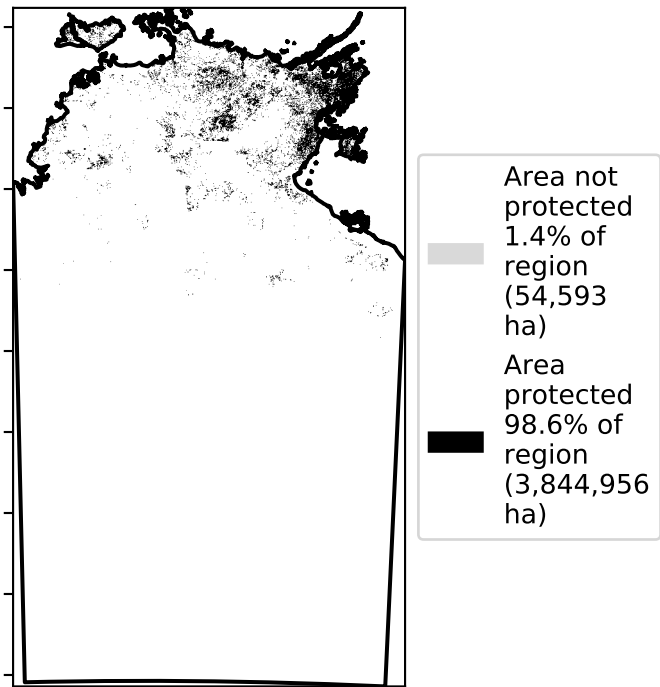 Area not
protected
1.4% of
region
(54,593
ha)
Area
protected
98.6% of
region
(3,844,956
ha)